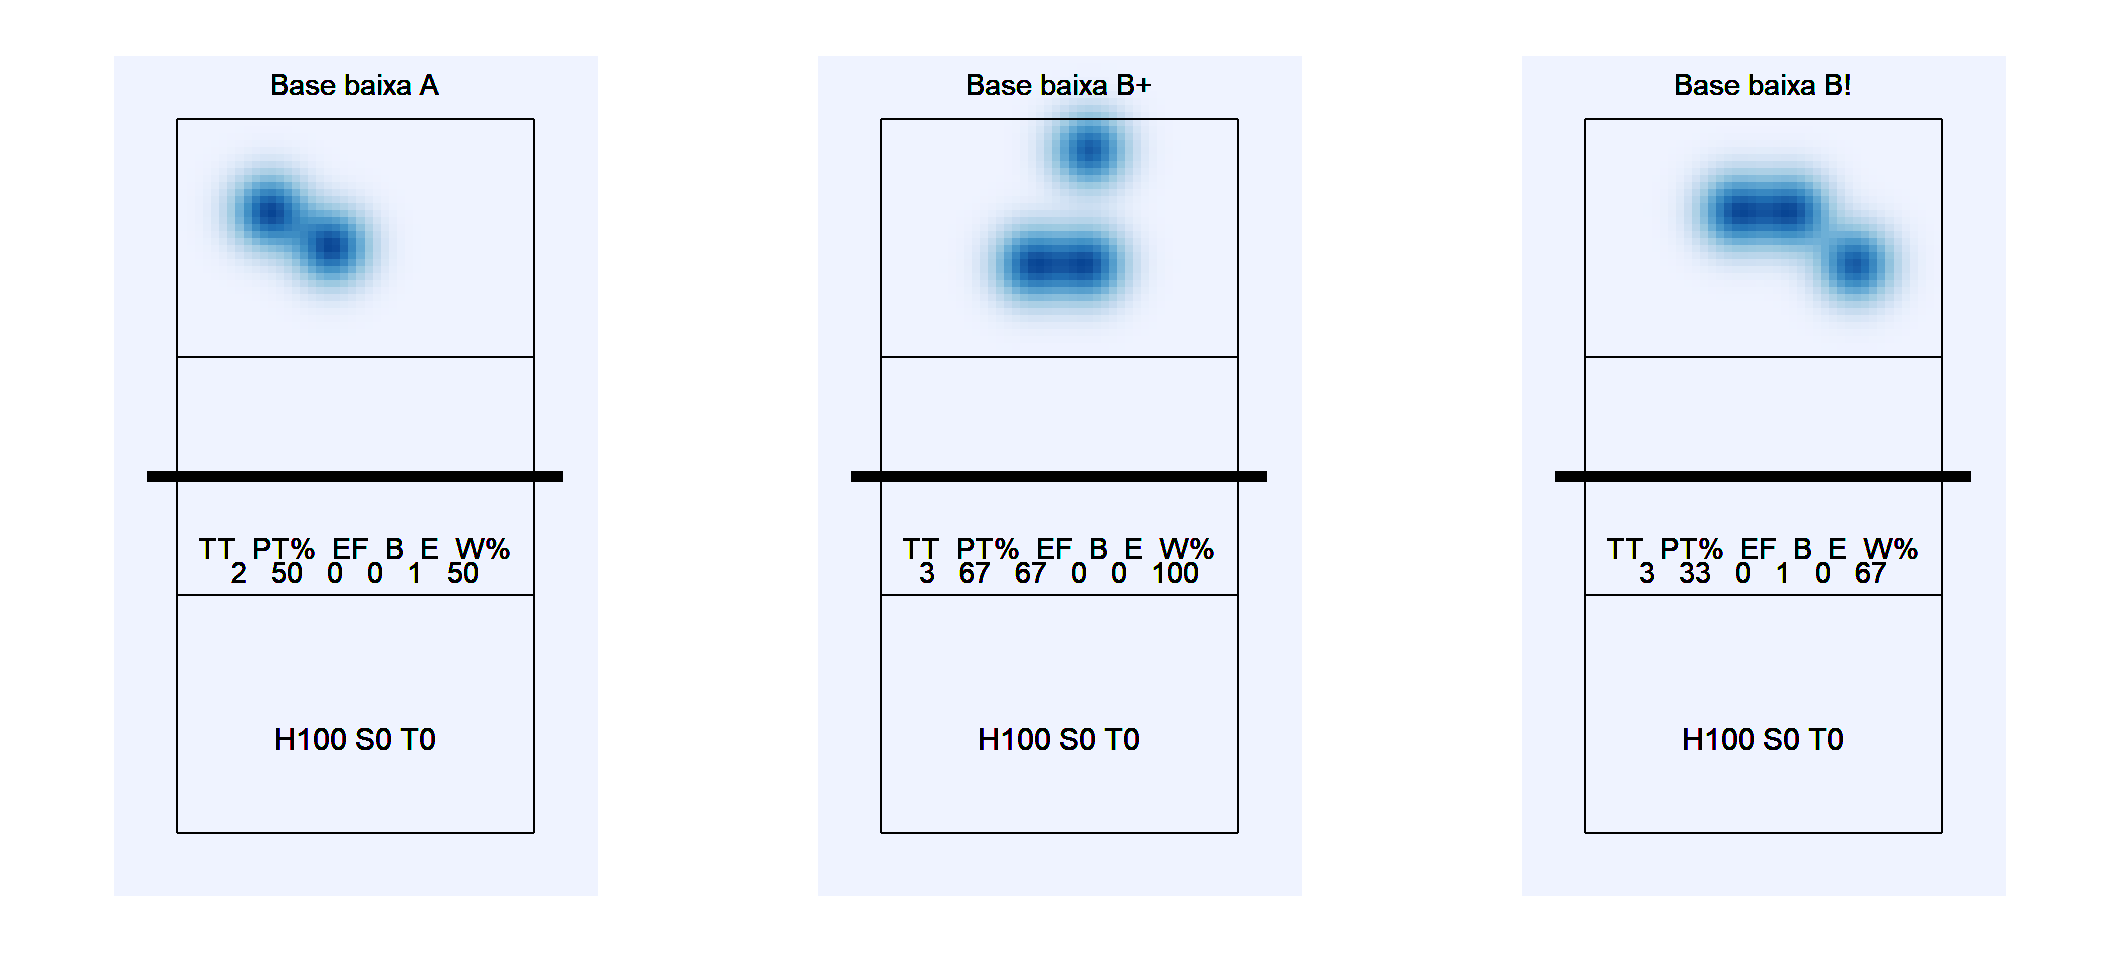 Base baixa A
TT PT% EF B E W%
2 50 0 0 1 50
H100 S0 T0
Base baixa B+
TT PT% EF B E W%
3 67 67 0 0 100
H100 S0 T0
Base baixa B!
TT PT% EF B E W%
3 33 0 1 0 67
H100 S0 T0